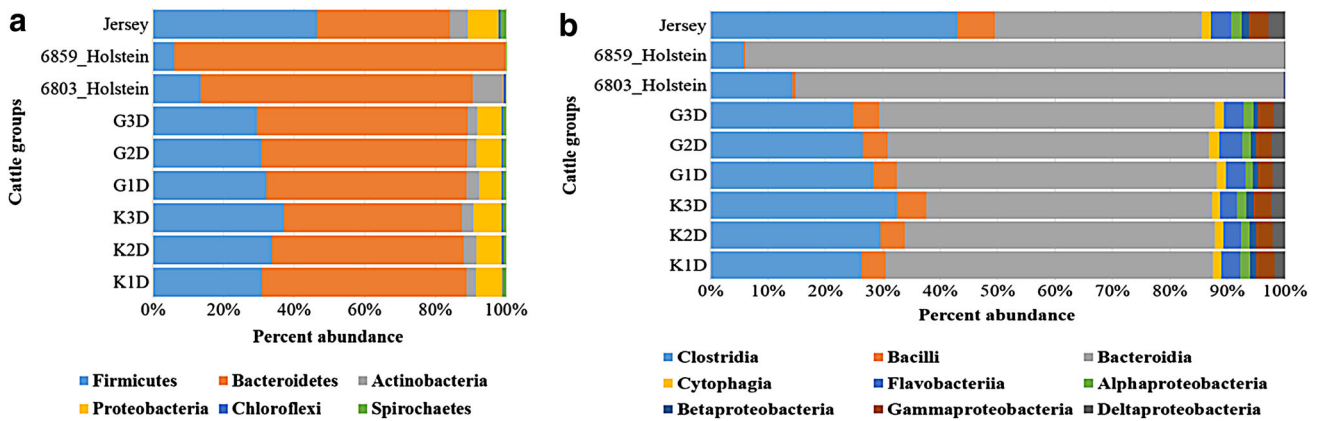 a
Cattle groups
Jersey
6859_Holstein
6803_Holstein
G3D
G2D
G1D
K3D
K2D
K1D
0% 20% 40% 60% 80% 100%
Percent abundance
Firmicutes Bacteroidetes Actinobacteria
Proteobacteria Chloroflexi Spirochaetes
b
Cattle groups
Jersey
6859_Holstein
6803_Holstein
G3D
G2D
G1D
K3D
K2D
K1D
0% 10% 20% 30% 40% 50% 60% 70% 80% 90% 100%
Percent abundance
Clostridia Bacilli Bacteroidia
Cytophagia Flavobacteriia Alphaproteobacteria
Betaproteobacteria Gammaproteobacteria Deltaproteobacteria